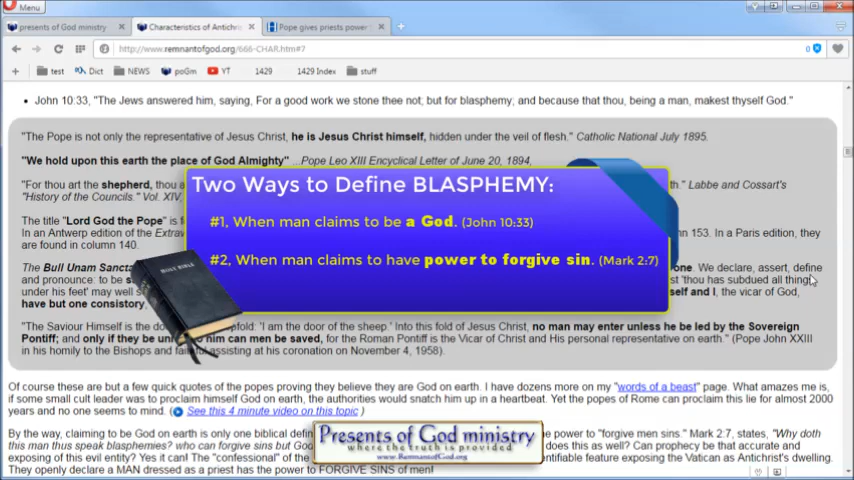 Menu
presents of God ministry
Characteristics of Antichris
Pope gives priests power
http://www.remnantofgod.org/666-CHAR.htm#7
0
test
Dict
NEWS
poGm
YT
1429
1429 Index
stuff
John 10:33, "The Jews answered him, saying, For a good work we stone thee not; but for blasphemy; and because that thou, being a man, makest thyself God."
"The Pope is not only the representative of Jesus Christ, he is Jesus Christ himself, hidden under the veil of flesh." Catholic National July 1895.
"We hold upon this earth the place of God Almighty" ...Pope Leo XIII Encyclical Letter of June 20, 1894,
"For thou art the shepherd, thou a
th." Labbe and Cossart's
"History of the Councils." Vol. XIV,
The title "Lord God the Pope" is f
In an Antwerp edition of the Extrav
n 153. In a Paris edition, they
are found in column 140.
The Bull Unam Sancta
one. We declare, assert, define
and pronounce: to be s
st 'thou has subdued all things
under his feet' may well s
self and I, the vicar of God,
have but one consistory,
"The Saviour Himself is the do
pfold: 'I am the door of the sheep.' Into this fold of Jesus Christ, no man may enter unless he be led by the Sovereign
Pontiff; and only if they be un
o him can men be saved, for the Roman Pontiff is the Vicar of Christ and His personal representative on earth." (Pope John XXIII
in his homily to the Bishops and fai
assisting at his coronation on November 4, 1958).
Two Ways to Define BLASPHEMY:
#1, When man claims to be a God. (John 10:33)
#2, When man claims to have power to forgive sin. (Mark 2:7)
HOLY BIBLE
Of course these are but a few quotes of the popes proving they believe they are God on earth. I have dozens more on my "words of a beast" page. What amazes me is,
if some small cult leader was to proclaim himself God on earth, the authorities would snatch him up in a heartbeat. Yet the popes of Rome can proclaim this lie for almost 2000
years and no one seems to mind. ( See this 4 minute video on this topic )
By the way, claiming to be God on earth is only one biblical defin
e power to "forgive men sins." Mark 2:7, states, "Why doth
this man thus speak blasphemies? who can forgive sins but Go
does this as well? Can prophecy be that accurate and
exposing of this evil entity? Yes it can! The "confessional" of the
entifiable feature exposing the Vatican as Antichrist's dwelling.
They openly declare a MAN dressed as a priest has the power to FORGIVE SINS of men!
Presents of God ministry
where the truth is provided
www.RemnantofGod.org